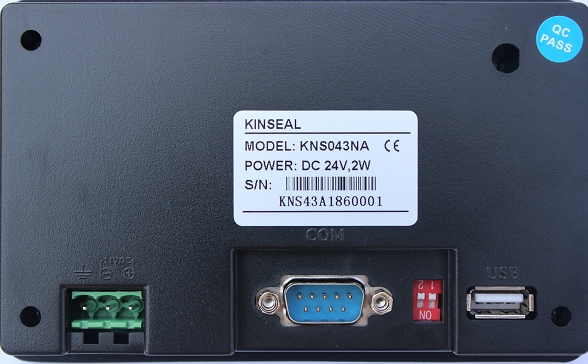 QC
PASS
KINSEAL
MODEL: KNS043NA CE
POWER: DC 24V,2W
S/N:
KNS43A1860001
COM
24VDC
USB
1 2
ON